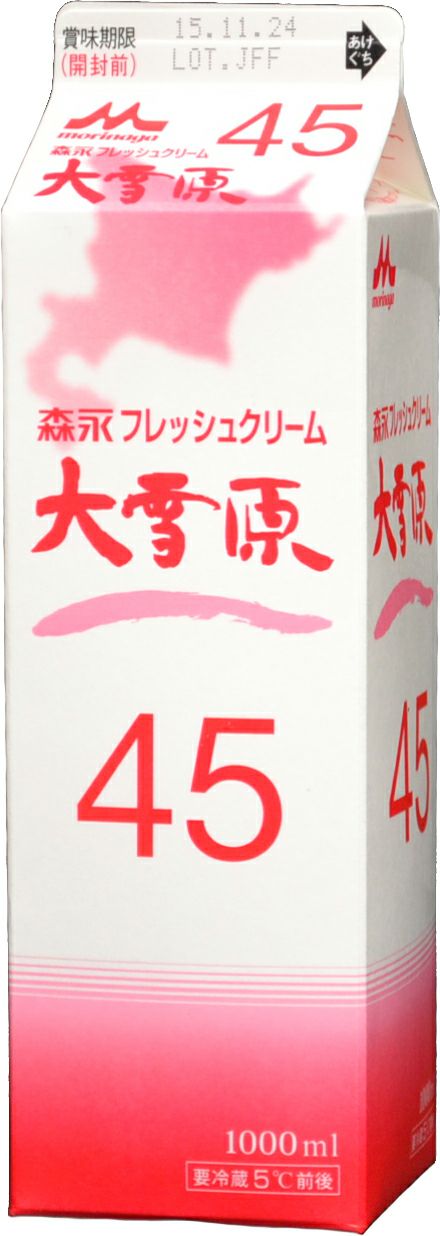 賞味期限
(開封前)
15.11.24
LOT.JFF
あけ
ぐち
morinaga
森永フレッシュクリーム
大雪原
45
森永フレッシュクリーム
大雪原
45
1000ml
要冷蔵5℃前後
morinaga
森永フレッシュクリーム
大雪原
45